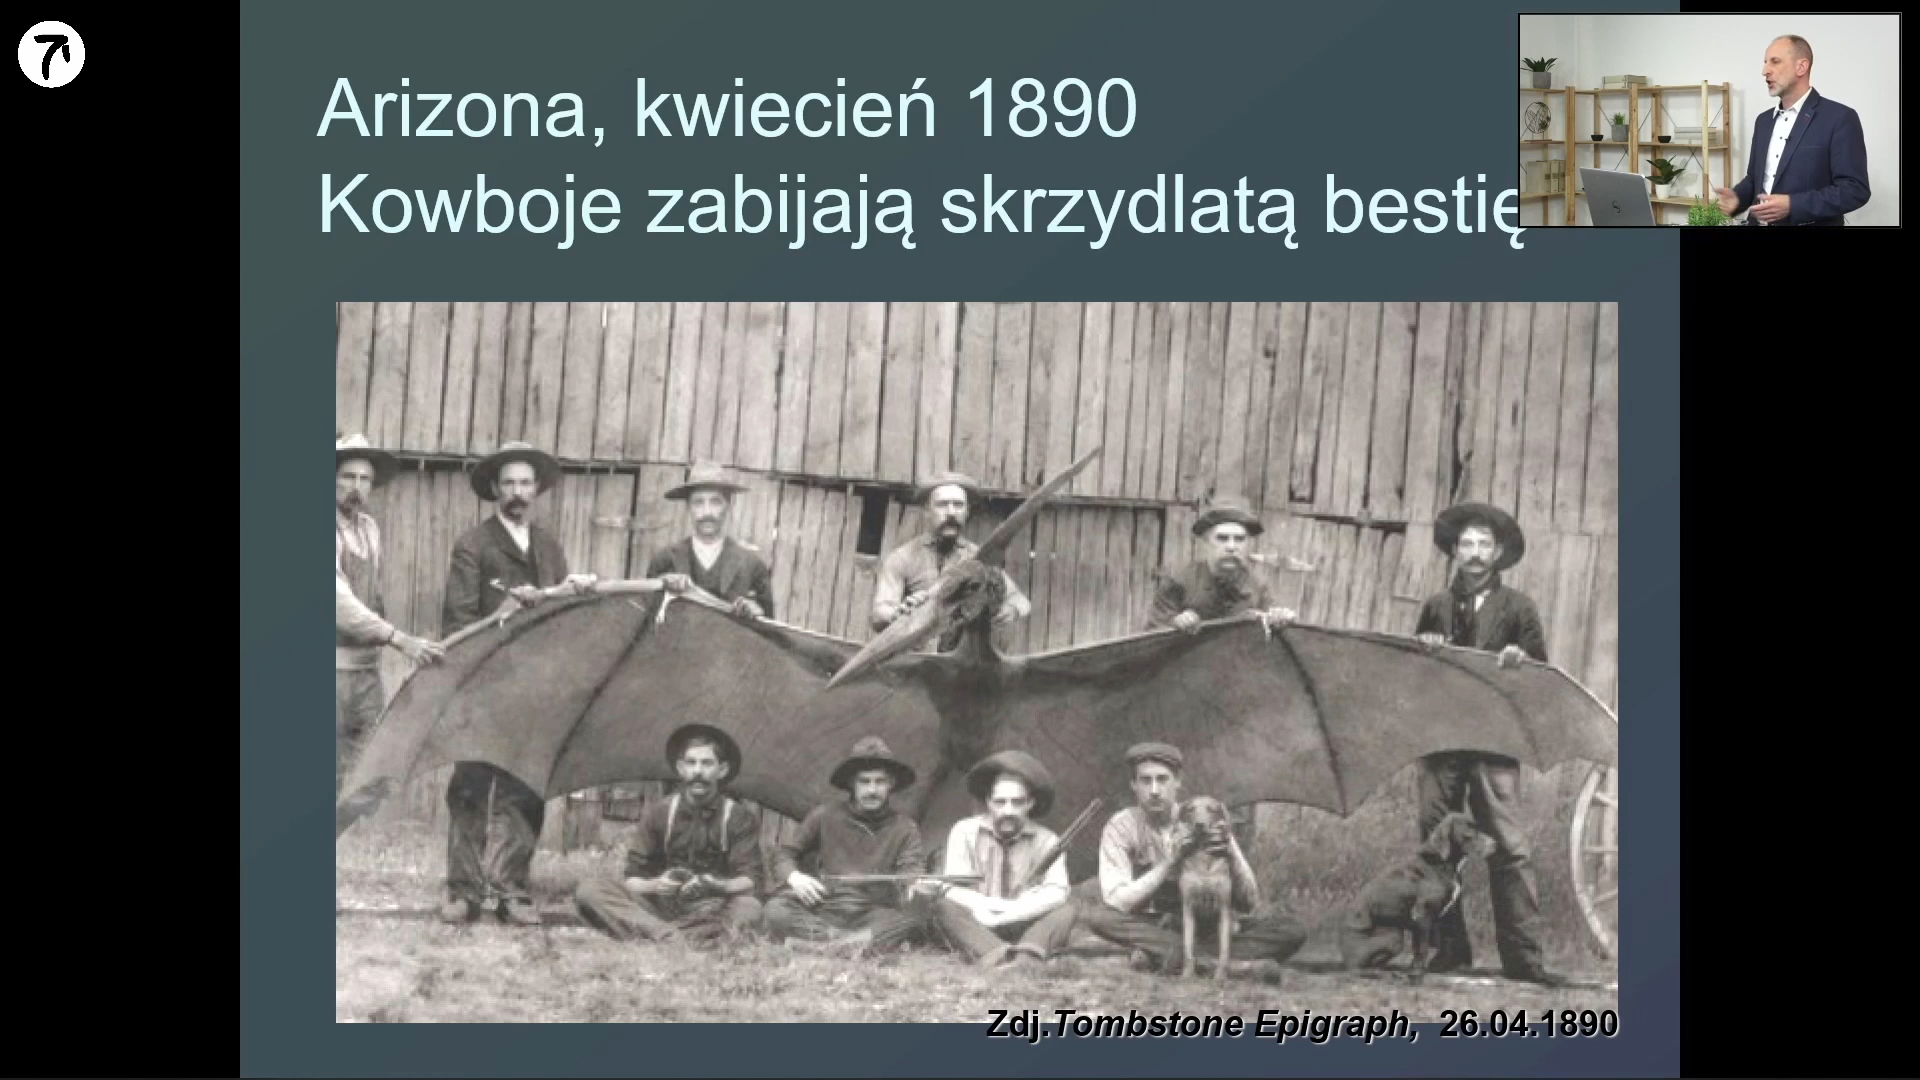 Arizona, kwiecień 1890
Kowboje zabijają skrzydlatą bestię
Zdj.Tombstone Epigraph, 26.04.1890